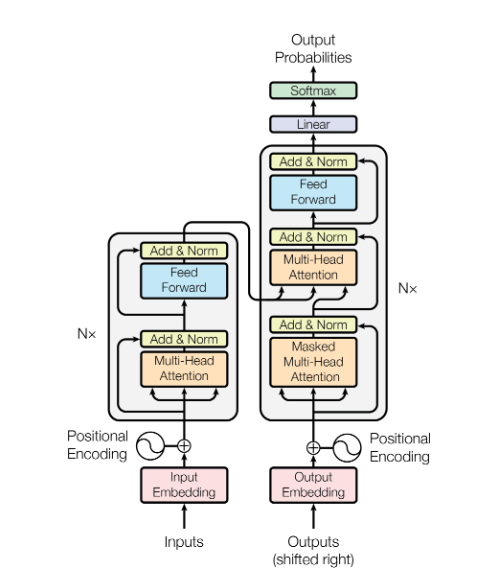 Output
Probabilities
Softmax
Linear
Add & Norm
Feed
Forward
Add & Norm
Multi-Head
Attention
Add & Norm
Masked
Multi-Head
Attention
N×
Add & Norm
Feed
Forward
Add & Norm
Multi-Head
Attention
Nx
Positional
Encoding
Positional
Encoding
Input
Embedding
Output
Embedding
Inputs
Outputs
(shifted right)